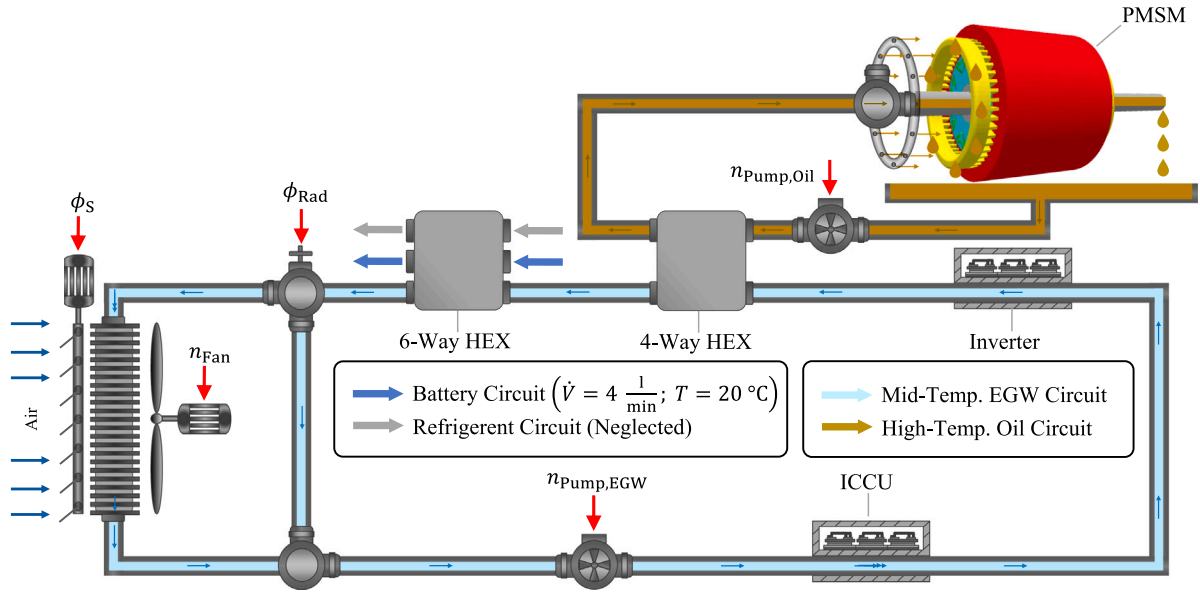 PMSM
n_Pump,Oil
ϕ_S
ϕ_Rad
6-Way HEX
4-Way HEX
Inverter
n_Fan
Air
Battery Circuit (V̇ = 4 l/min; T = 20 °C)
Refrigerent Circuit (Neglected)
Mid-Temp. EGW Circuit
High-Temp. Oil Circuit
n_Pump,EGW
ICCU